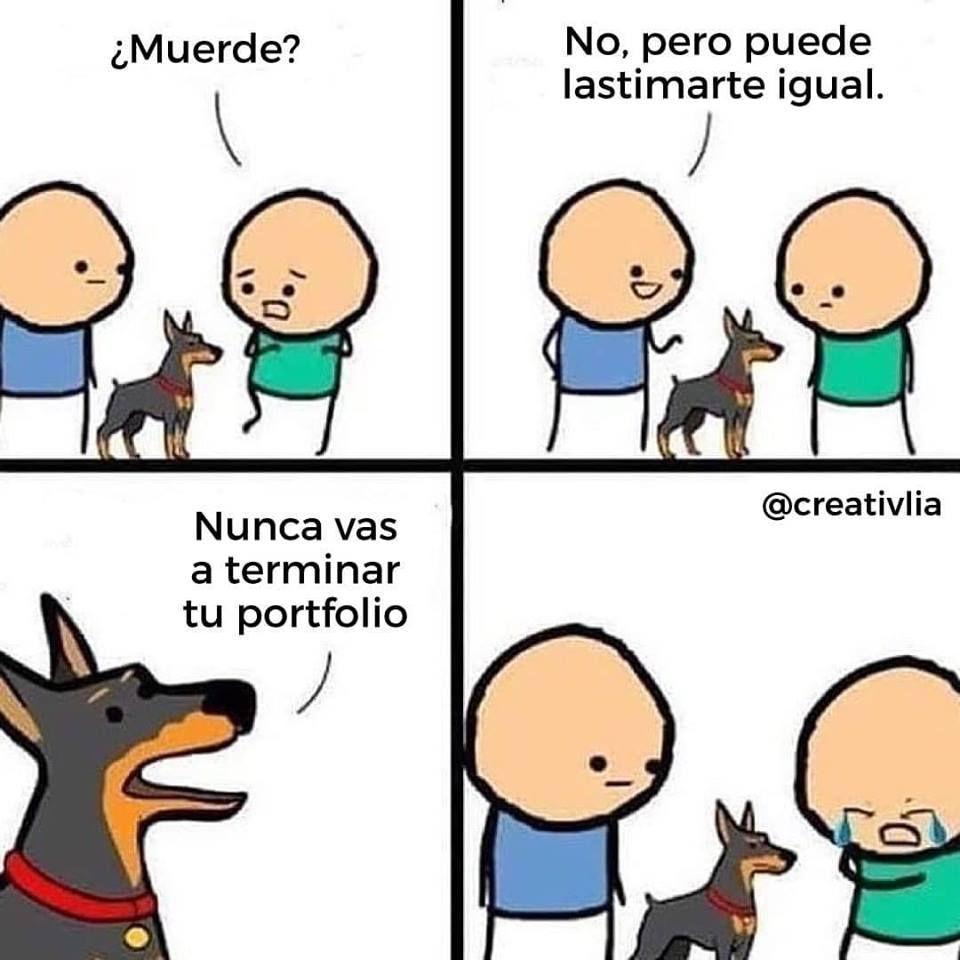 ¿Muerde?
No, pero puede
lastimarte igual.
Nunca vas
a terminar
tu portfolio
@creativlia